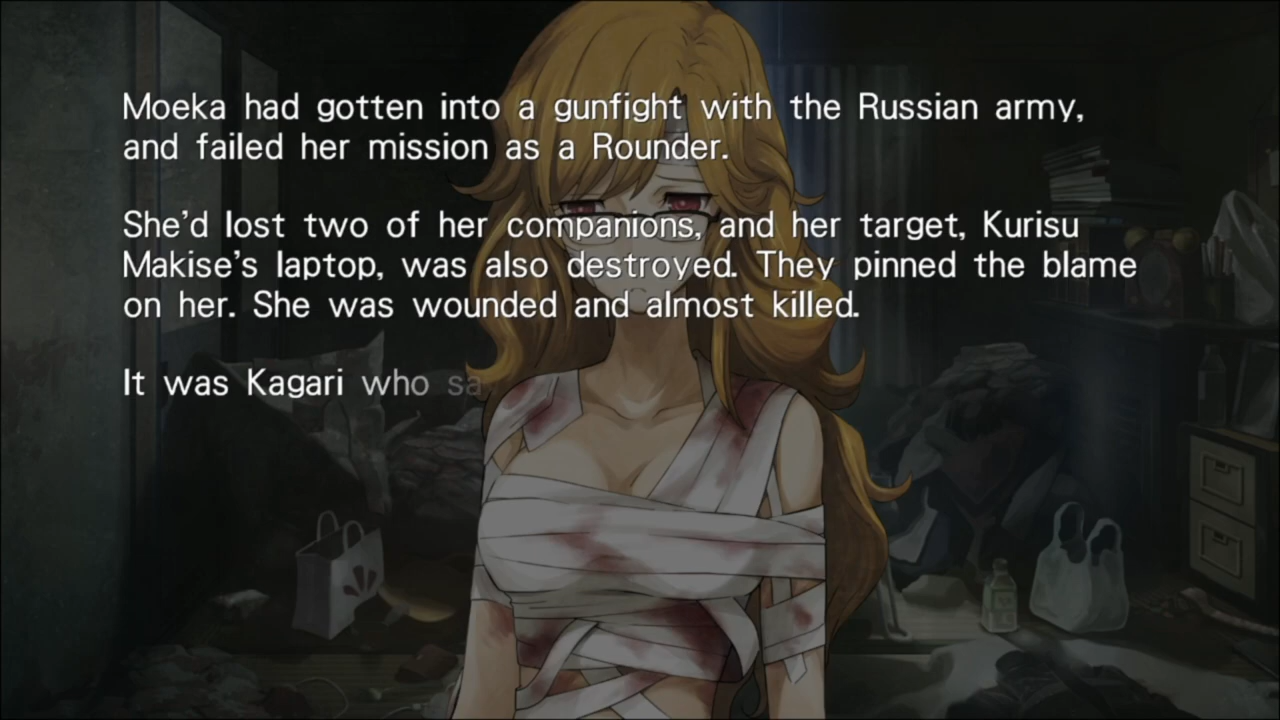 Moeka had gotten into a gunfight with the Russian army,
and failed her mission as a Rounder.
She'd lost two of her companions, and her target, Kurisu
Makise's laptop, was also destroyed. They pinned the blame
on her. She was wounded and almost killed.
It was Kagari who sa